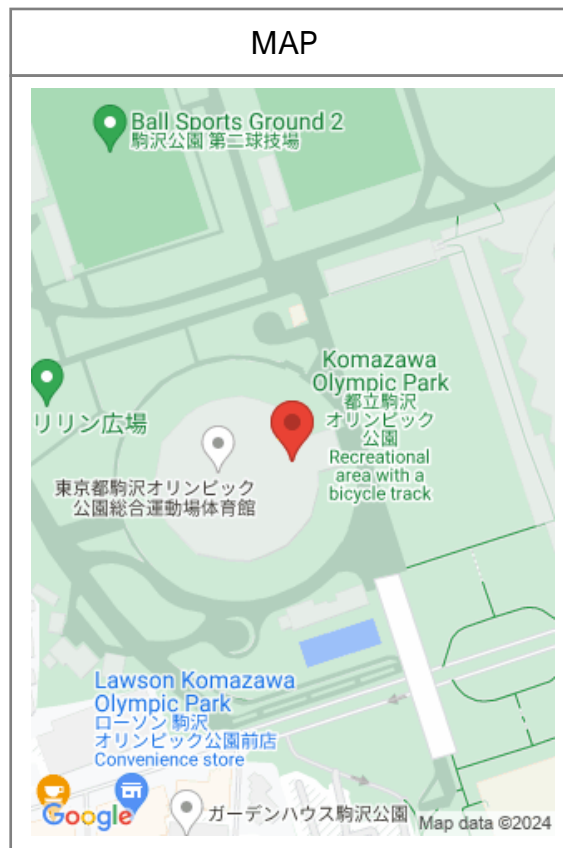 MAP
Ball Sports Ground 2
駒沢公園 第二球技場
Komazawa
Olympic Park
都立駒沢
オリンピック
公園
Recreational
area with a
bicycle track
リリン広場
東京都駒沢オリンピック
公園総合運動場体育館
Lawson Komazawa
Olympic Park
ローソン 駒沢
オリンピック公園前店
Convenience store
ガーデンハウス駒沢公園
Google
Map data ©2024